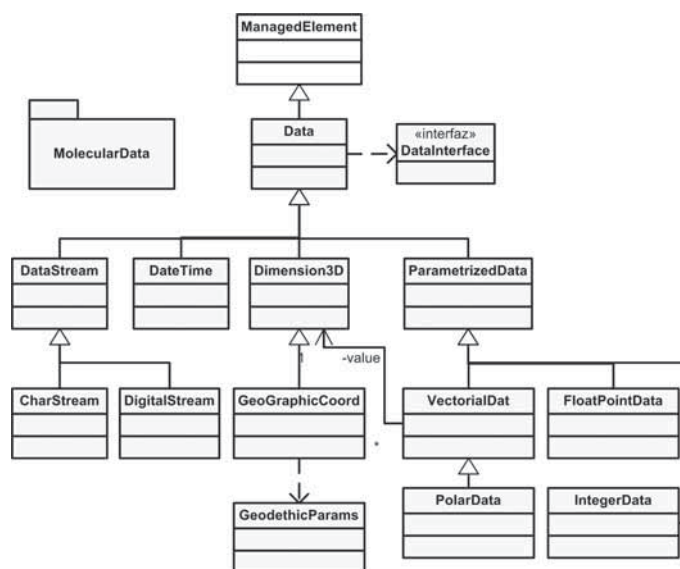 ManagedElement
MolecularData
Data
«interfaz»
DataInterface
DataStream
DateTime
Dimension3D
ParametrizedData
1
-value
CharStream
DigitalStream
GeoGraphicCoord
VectorialDat
FloatPointData
*
GeodethicParams
PolarData
IntegerData